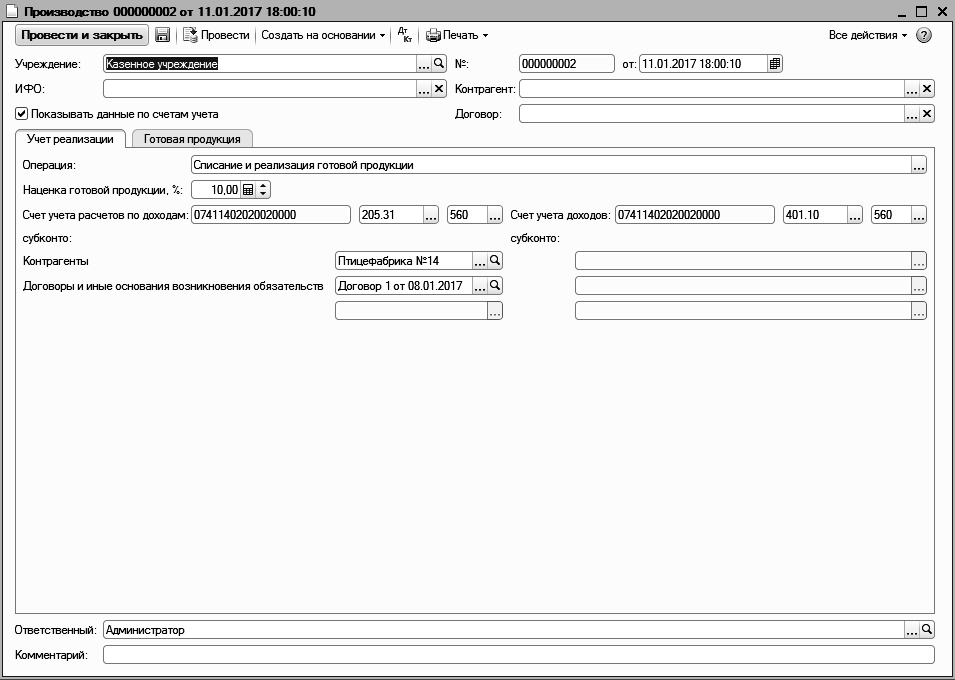 Производство 000000002 от 11.01.2017 18:00:10
Провести и закрыть Провести Создать на основании Дт Кт Печать Все действия ?
Учреждение: Казенное учреждение ... №: 000000002 от: 11.01.2017 18:00:10
ИФО: ... Контрагент: ...
Показывать данные по счетам учета Договор: ...
Учет реализации Готовая продукция
Операция: Списание и реализация готовой продукции ...
Наценка готовой продукции, %: 10,00
Счет учета расчетов по доходам: 07411402020020000 205.31 ... 560 ... Счет учета доходов: 07411402020020000 401.10 ... 560 ...
субконто: субконто:
Контрагенты Птицефабрика №14 ... ...
Договоры и иные основания возникновения обязательств Договор 1 от 08.01.2017 ... ...
... ...
Ответственный: Администратор ...
Комментарий: